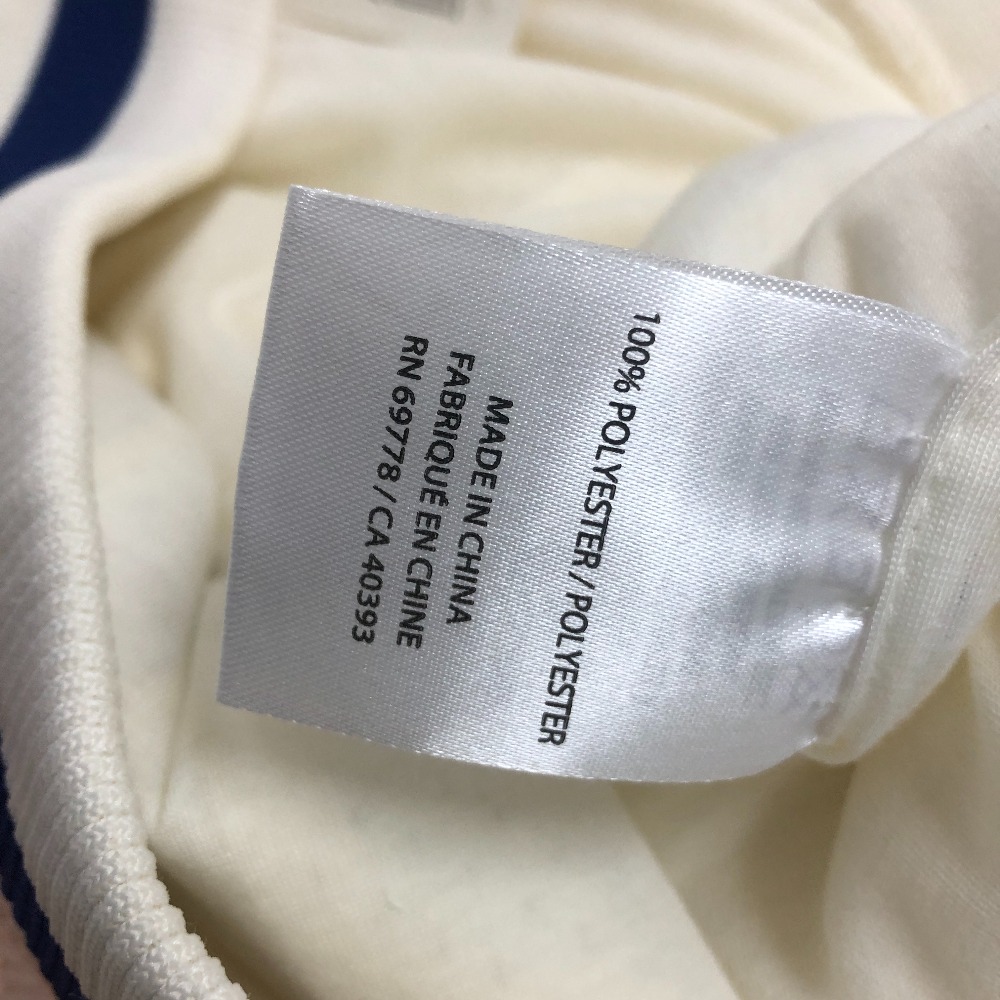 100% POLYESTER / POLYESTER
MADE IN CHINA
FABRIQUÉ EN CHINE
RN 69778 / CA 40393